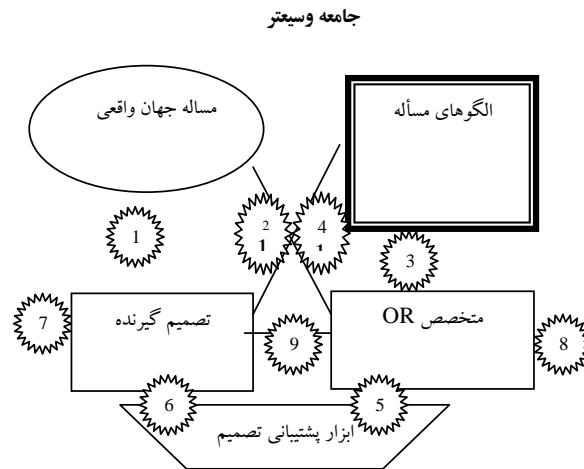 جامعه وسیعتر
مساله جهان واقعی
الگوهای مسأله
1
2
1
4
1
3
7
تصمیم گیرنده
9
متخصص OR
8
6
5
ابزار پشتیبانی تصمیم